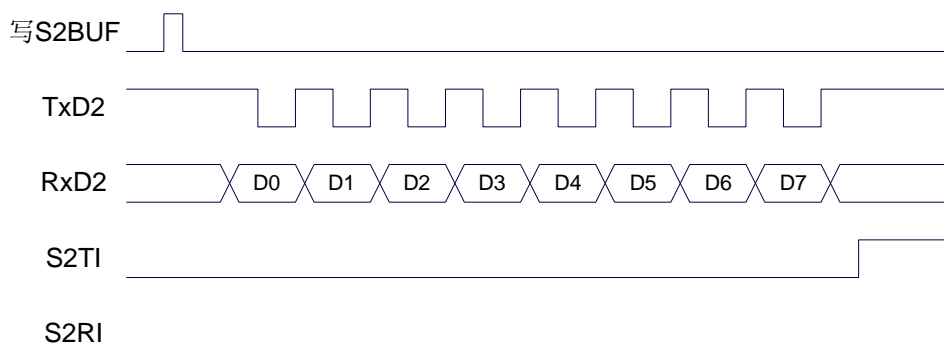 写S2BUF
TxD2
RxD2 D0 D1 D2 D3 D4 D5 D6 D7
S2TI
S2RI